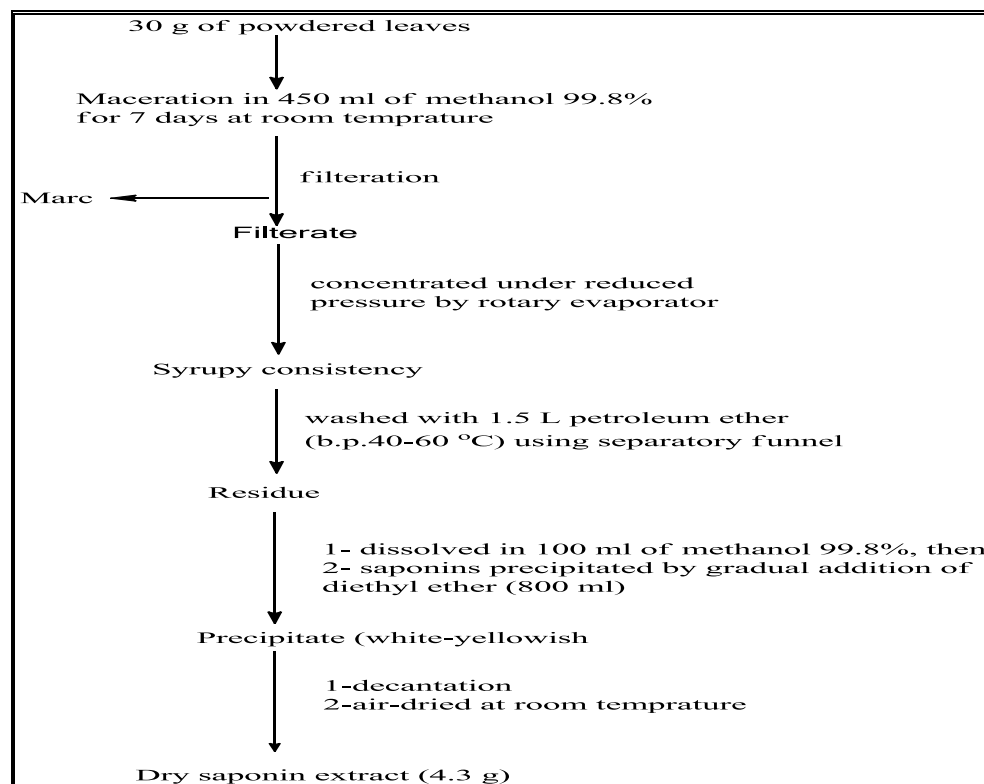 30 g of powdered leaves
Maceration in 450 ml of methanol 99.8%
for 7 days at room temprature
filteration
Marc
Filterate
concentrated under reduced
pressure by rotary evaporator
Syrupy consistency
washed with 1.5 L petroleum ether
(b.p.40-60 °C) using separatory funnel
Residue
1- dissolved in 100 ml of methanol 99.8%, then
2- saponins precipitated by gradual addition of
diethyl ether (800 ml)
Precipitate (white-yellowish
1-decantation
2-air-dried at room temprature
Dry saponin extract (4.3 g)